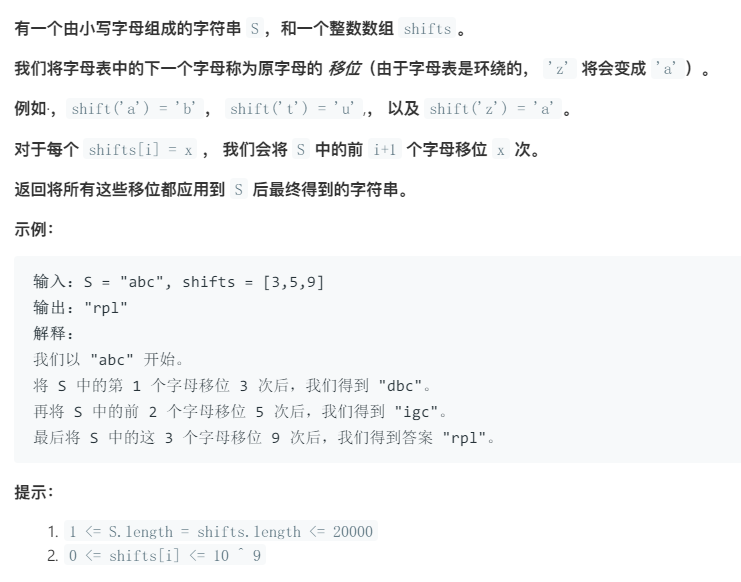 有一个由小写字母组成的字符串 S，和一个整数数组 shifts。
我们将字母表中的下一个字母称为原字母的 移位（由于字母表是环绕的， 'z' 将会变成 'a'）。
例如·，shift('a') = 'b'， shift('t') = 'u',， 以及 shift('z') = 'a'。
对于每个 shifts[i] = x ， 我们会将 S 中的前 i+1 个字母移位 x 次。
返回将所有这些移位都应用到 S 后最终得到的字符串。
示例：
输入：S = "abc", shifts = [3,5,9]
输出："rpl"
解释：
我们以 "abc" 开始。
将 S 中的第 1 个字母移位 3 次后，我们得到 "dbc"。
再将 S 中的前 2 个字母移位 5 次后，我们得到 "igc"。
最后将 S 中的这 3 个字母移位 9 次后，我们得到答案 "rpl"。
提示：
1. 1 <= S.length = shifts.length <= 20000
2. 0 <= shifts[i] <= 10 ^ 9